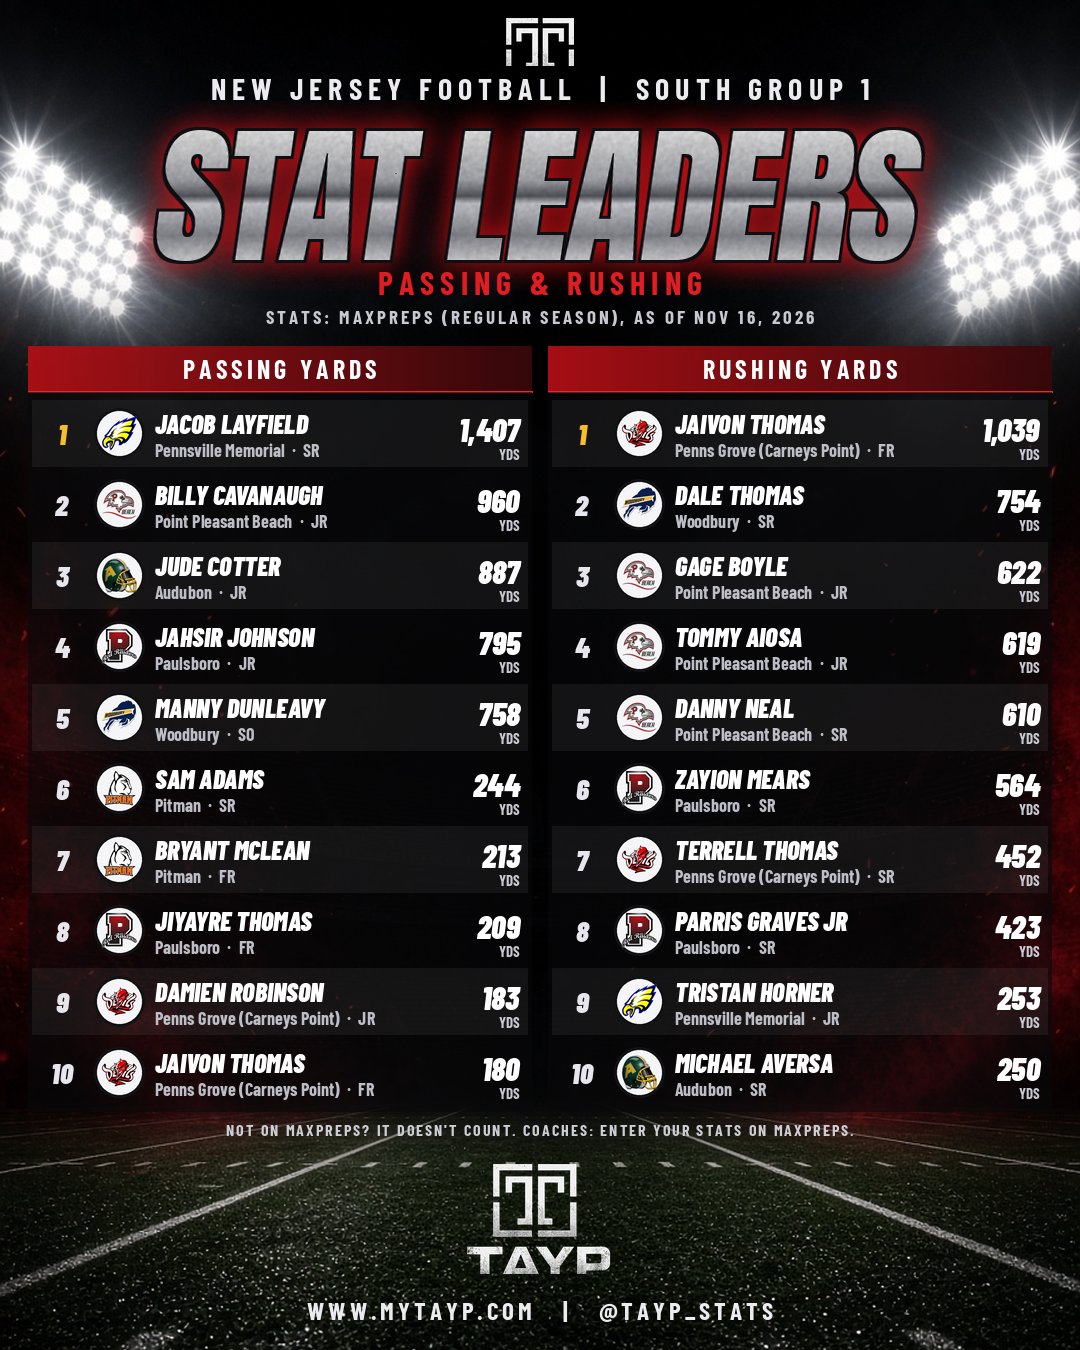 NEW JERSEY FOOTBALL | SOUTH GROUP 1
STAT LEADERS
PASSING & RUSHING
STATS: MAXPREPS (REGULAR SEASON), AS OF NOV 16, 2026
PASSING YARDS
1 JACOB LAYFIELD 1,407
Pennsville Memorial · SR YDS
2 BILLY CAVANAUGH 960
Point Pleasant Beach · JR YDS
3 JUDE COTTER 887
Audubon · JR YDS
4 JAHSIR JOHNSON 795
Paulsboro · JR YDS
5 MANNY DUNLEAVY 758
Woodbury · SO YDS
6 SAM ADAMS 244
Pitman · SR YDS
7 BRYANT MCLEAN 213
Pitman · FR YDS
8 JIYAYRE THOMAS 209
Paulsboro · FR YDS
9 DAMIEN ROBINSON 183
Penns Grove (Carneys Point) · JR YDS
10 JAIVON THOMAS 180
Penns Grove (Carneys Point) · FR YDS
RUSHING YARDS
1 JAIVON THOMAS 1,039
Penns Grove (Carneys Point) · FR YDS
2 DALE THOMAS 754
Woodbury · SR YDS
3 GAGE BOYLE 622
Point Pleasant Beach · JR YDS
4 TOMMY AIOSA 619
Point Pleasant Beach · JR YDS
5 DANNY NEAL 610
Point Pleasant Beach · SR YDS
6 ZAYION MEARS 564
Paulsboro · SR YDS
7 TERRELL THOMAS 452
Penns Grove (Carneys Point) · SR YDS
8 PARRIS GRAVES JR 423
Paulsboro · SR YDS
9 TRISTAN HORNER 253
Pennsville Memorial · JR YDS
10 MICHAEL AVERSA 250
Audubon · SR YDS
NOT ON MAXPREPS? IT DOESN'T COUNT. COACHES: ENTER YOUR STATS ON MAXPREPS.
TAYP
WWW.MYTAYP.COM | @TAYP_STATS